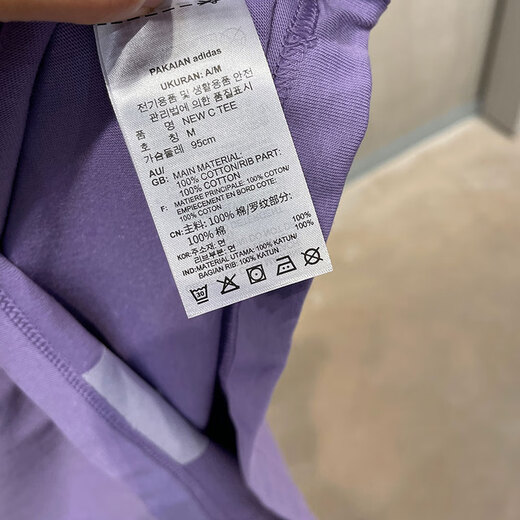 PAKAIAN adidas
UKURAN: A/M
전기용품 및 생활용품 안전
관리법에 의한 품질표시
품 명 NEW C TEE
호 칭 M
가슴둘레 95cm
AU/ MAIN MATERIAL:
GB: 100% COTTON/RIB PART:
100% COTTON
F: MATIERE PRINCIPALE: 100% COTON/
EMPIECEMENT EN BORD COTE:
100% COTON
CN: 主料: 100% 棉/罗纹部分:
100% 棉
KOR: 주소재: 면 100%
리브부분: 면 100%
IND: MATERIAL UTAMA: 100% KATUN/
BAGIAN RIB: 100% KATUN
30